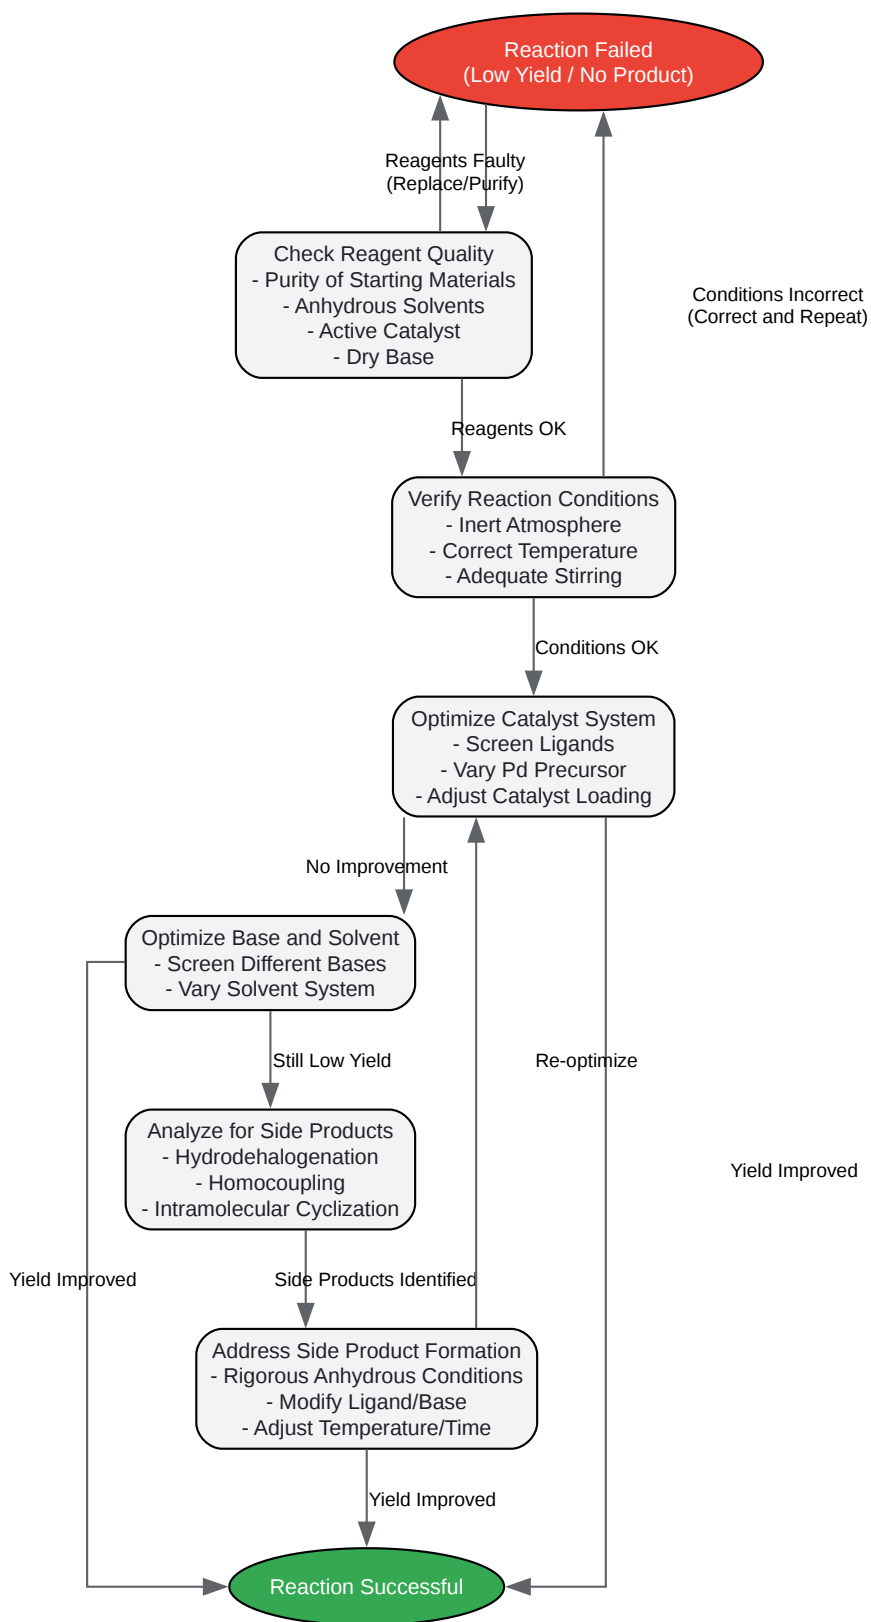 Reaction Failed
(Low Yield / No Product)
Reagents Faulty
(Replace/Purify)
Check Reagent Quality
- Purity of Starting Materials
- Anhydrous Solvents
- Active Catalyst
- Dry Base
Conditions Incorrect
(Correct and Repeat)
Reagents OK
Verify Reaction Conditions
- Inert Atmosphere
- Correct Temperature
- Adequate Stirring
Conditions OK
Optimize Catalyst System
- Screen Ligands
- Vary Pd Precursor
- Adjust Catalyst Loading
No Improvement
Optimize Base and Solvent
- Screen Different Bases
- Vary Solvent System
Still Low Yield
Re-optimize
Analyze for Side Products
- Hydrodehalogenation
- Homocoupling
- Intramolecular Cyclization
Yield Improved
Yield Improved
Side Products Identified
Address Side Product Formation
- Rigorous Anhydrous Conditions
- Modify Ligand/Base
- Adjust Temperature/Time
Yield Improved
Reaction Successful